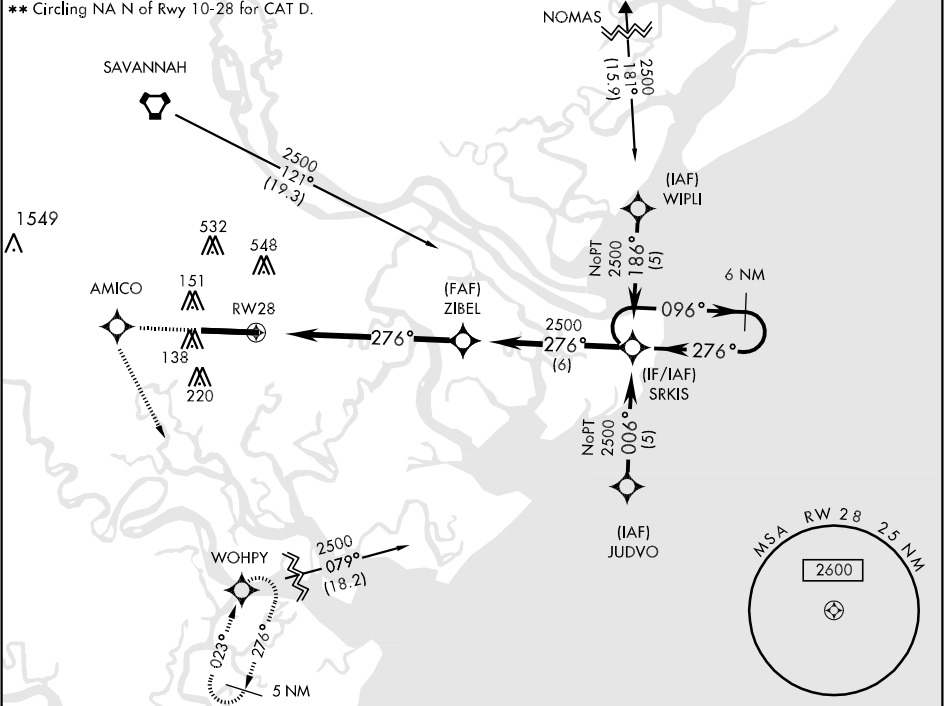 ** Circling NA N of Rwy 10-28 for CAT D.
NOMAS
2500
181°
(15.9)
SAVANNAH
2500
121°
(19.3)
(IAF)
WIPLI
1549
532
548
NoPT
2500
186°
(5)
6 NM
AMICO
151
RW28
(FAF)
ZIBEL
096°
276°
2500
276°
(6)
276°
138
220
(IF/IAF)
SRKIS
NoPT
2500
006°
(5)
(IAF)
JUDVO
MSA RW 28 25 NM
2600
WOHPY
2500
079°
(18.2)
023°
276°
5 NM